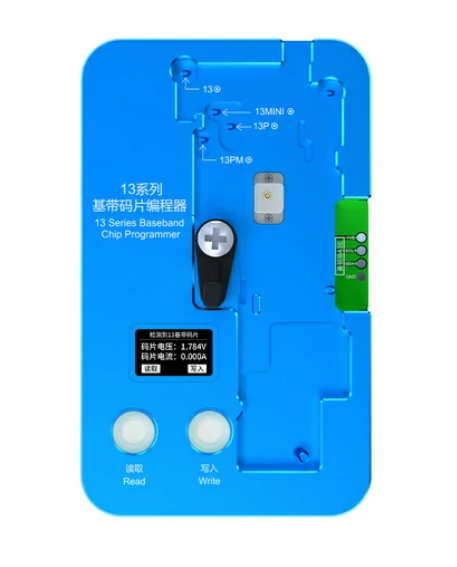 13⊙
13MINI⊙
13P⊙
13PM⊙
13系列
基带码片编程器
13 Series Baseband
Chip Programmer
检测到13基带码片
码片电压：1.784V
码片电流：0.000A
读取 写入
读取
Read
写入
Write